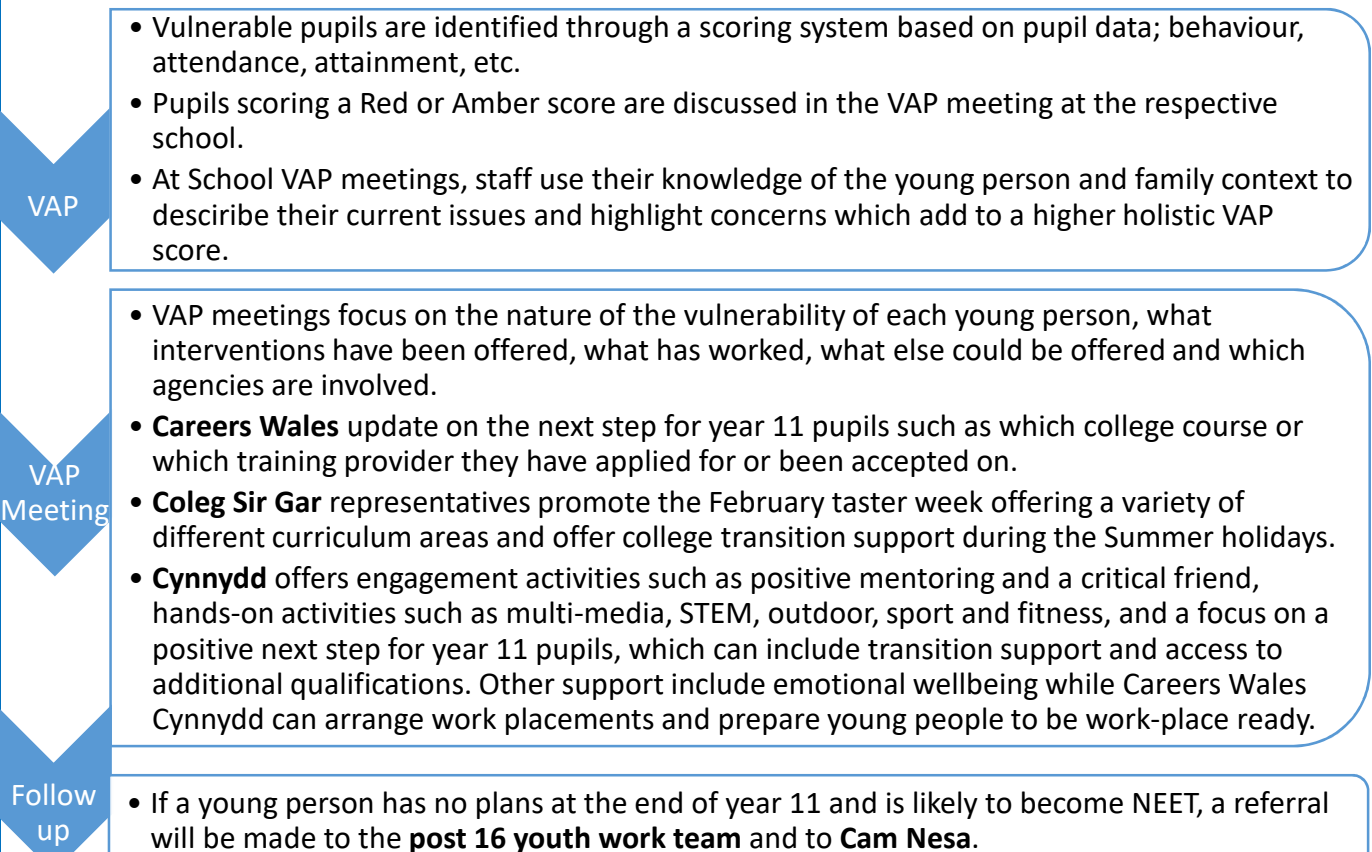 VAP
• Vulnerable pupils are identified through a scoring system based on pupil data; behaviour,
attendance, attainment, etc.
• Pupils scoring a Red or Amber score are discussed in the VAP meeting at the respective
school.
• At School VAP meetings, staff use their knowledge of the young person and family context to
desciribe their current issues and highlight concerns which add to a higher holistic VAP
score.
VAP
Meeting
• VAP meetings focus on the nature of the vulnerability of each young person, what
interventions have been offered, what has worked, what else could be offered and which
agencies are involved.
• Careers Wales update on the next step for year 11 pupils such as which college course or
which training provider they have applied for or been accepted on.
• Coleg Sir Gar representatives promote the February taster week offering a variety of
different curriculum areas and offer college transition support during the Summer holidays.
• Cynnydd offers engagement activities such as positive mentoring and a critical friend,
hands-on activities such as multi-media, STEM, outdoor, sport and fitness, and a focus on a
positive next step for year 11 pupils, which can include transition support and access to
additional qualifications. Other support include emotional wellbeing while Careers Wales
Cynnydd can arrange work placements and prepare young people to be work-place ready.
Follow
up
• If a young person has no plans at the end of year 11 and is likely to become NEET, a referral
will be made to the post 16 youth work team and to Cam Nesa.